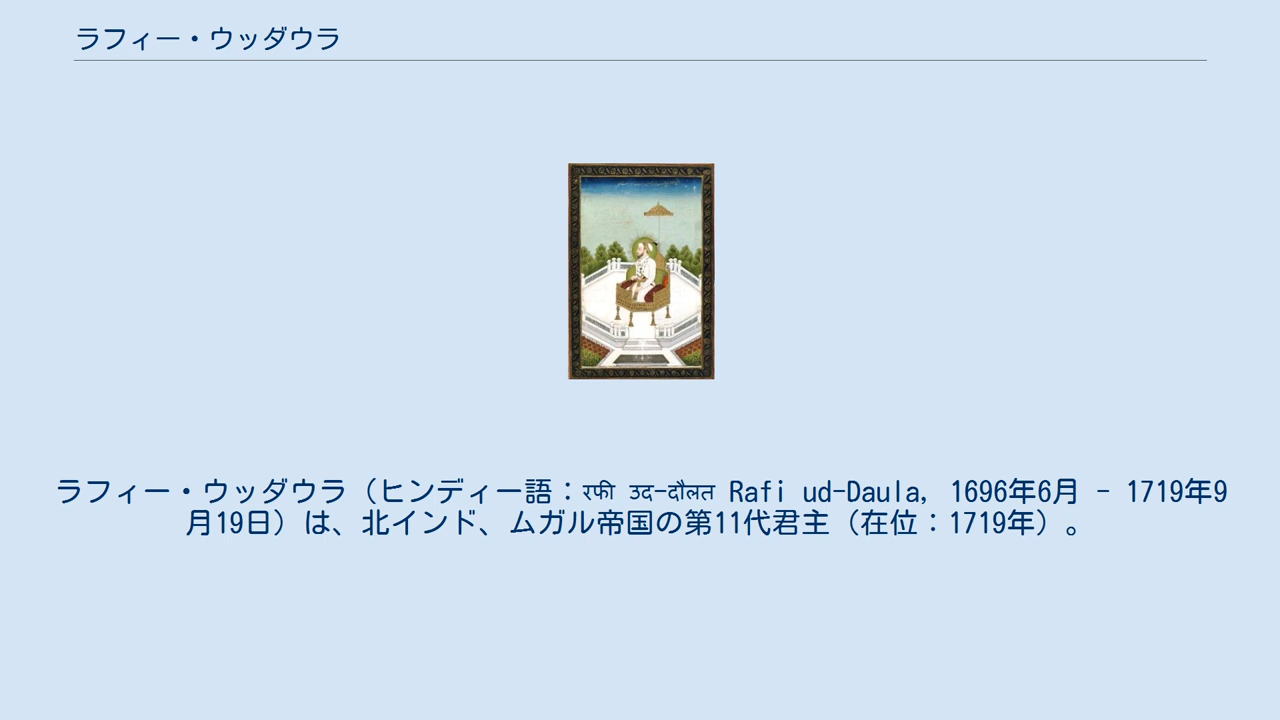 ラフィー・ウッダウラ
ラフィー・ウッダウラ（ヒンディー語：रफी उद-दौलत Rafi ud-Daula, 1696年6月 - 1719年9
月19日）は、北インド、ムガル帝国の第11代君主（在位：1719年）。